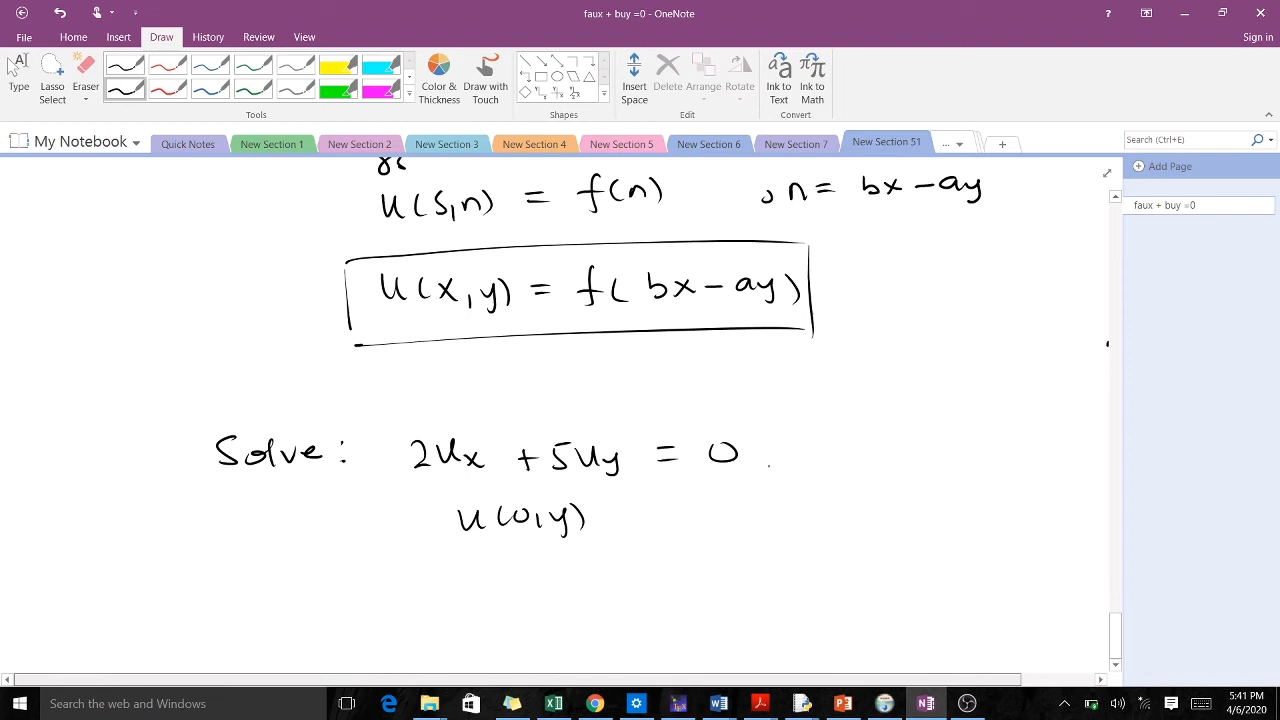 faux + buy =0 - OneNote
File Home Insert Draw History Review View
Sign in
Type Lasso Select Eraser Color & Thickness Draw with Touch Insert Space Delete Arrange Rotate Ink to Text Ink to Math
Tools Shapes Edit Convert
My Notebook Quick Notes New Section 1 New Section 2 New Section 3 New Section 4 New Section 5 New Section 6 New Section 7 New Section 51 ... Search (Ctrl+E)
Add Page
faux + buy =0
u(s,n) = f(n) , n = bx - ay
u(x,y) = f( bx - ay)
Solve: 2ux + 5uy = 0
u(0,y)
Search the web and Windows
5:41 PM
4/6/2020